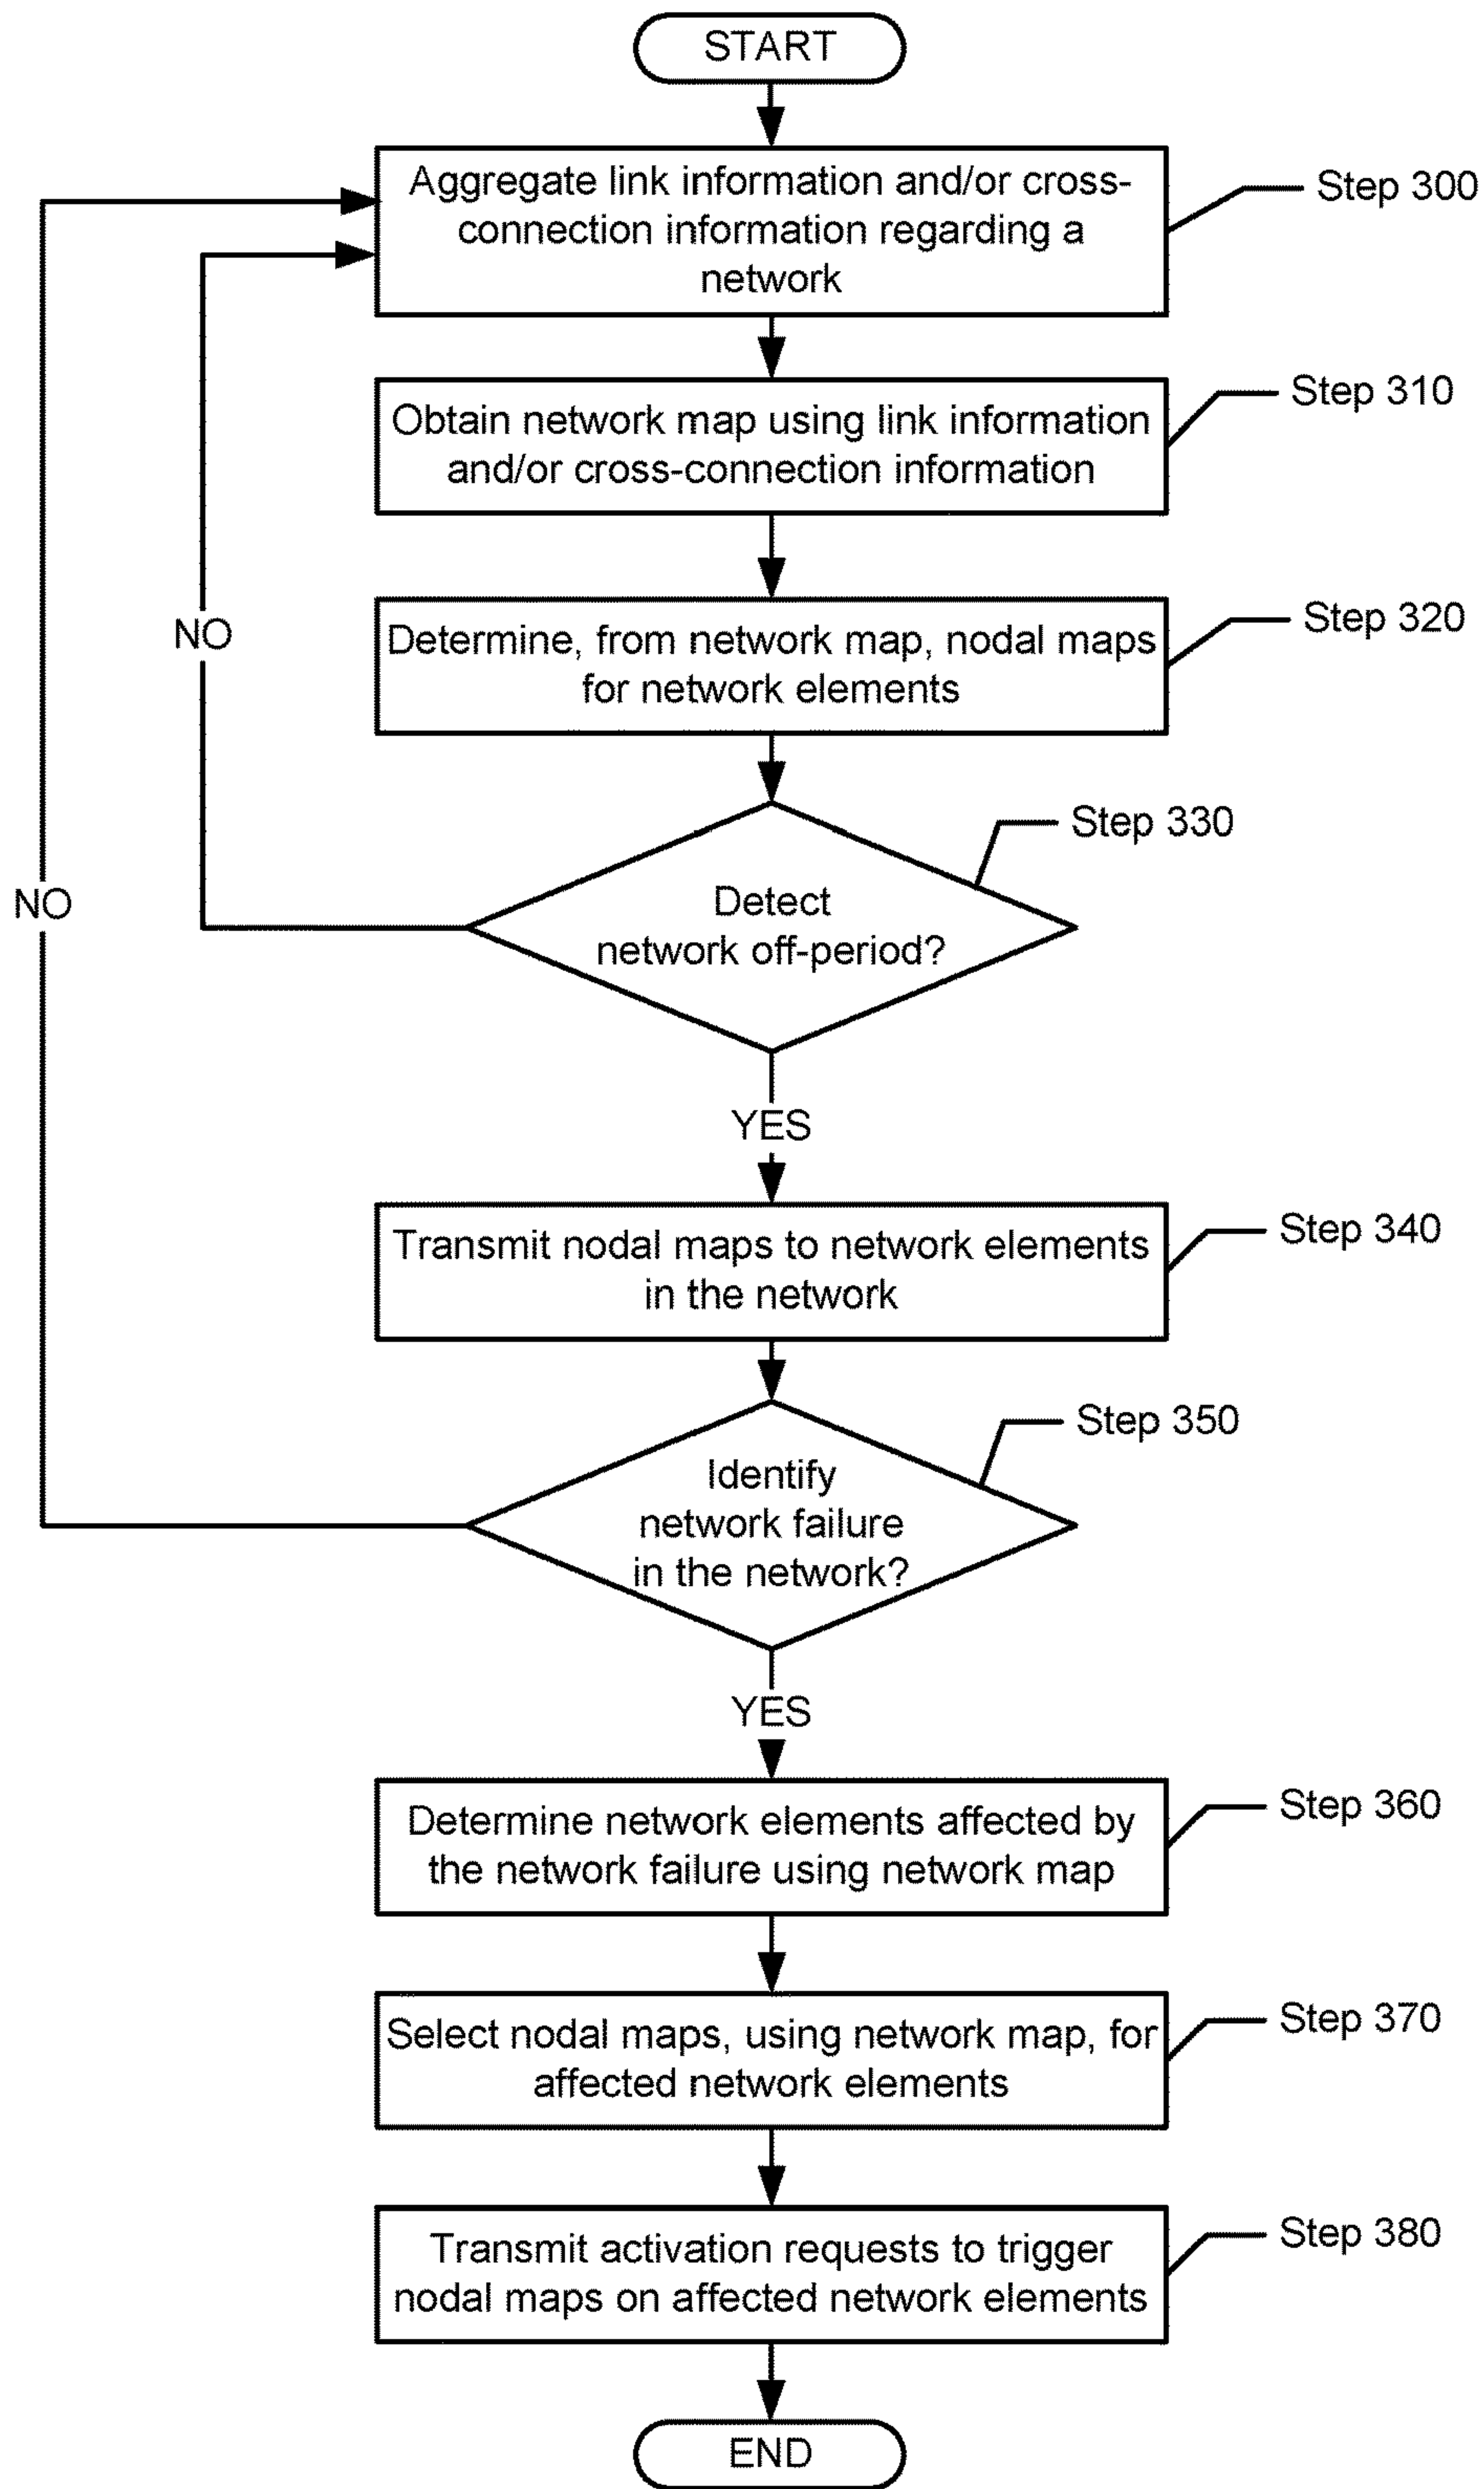 START
Aggregate link information and/or cross-
connection information regarding a
network
Step 300
Obtain network map using link information
and/or cross-connection information
Step 310
Determine, from network map, nodal maps
for network elements
Step 320
NO
Detect
network off-period?
Step 330
NO
YES
Transmit nodal maps to network elements
in the network
Step 340
Identify
network failure
in the network?
Step 350
YES
Determine network elements affected by
the network failure using network map
Step 360
Select nodal maps, using network map, for
affected network elements
Step 370
Transmit activation requests to trigger
nodal maps on affected network elements
Step 380
END